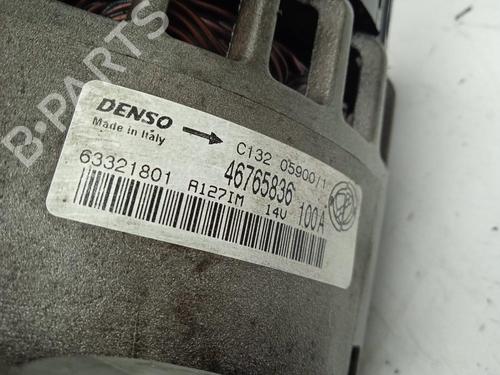 B-PARTS
DENSO
Made in Italy
C132 05900/1
46765836
63321801 A127IM 14V 100A